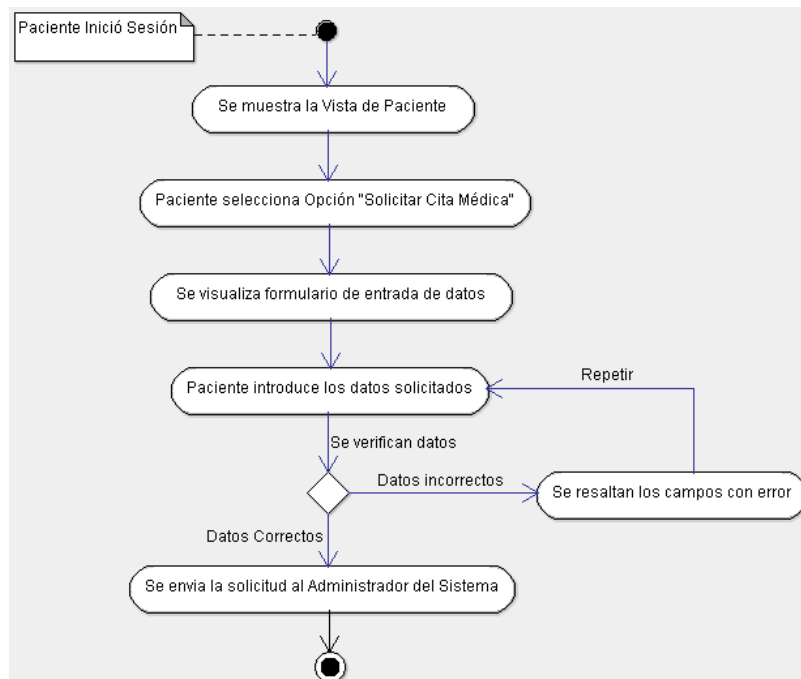 Paciente Inició Sesión
Se muestra la Vista de Paciente
Paciente selecciona Opción "Solicitar Cita Médica"
Se visualiza formulario de entrada de datos
Repetir
Paciente introduce los datos solicitados
Se verifican datos
Datos incorrectos
Se resaltan los campos con error
Datos Correctos
Se envia la solicitud al Administrador del Sistema